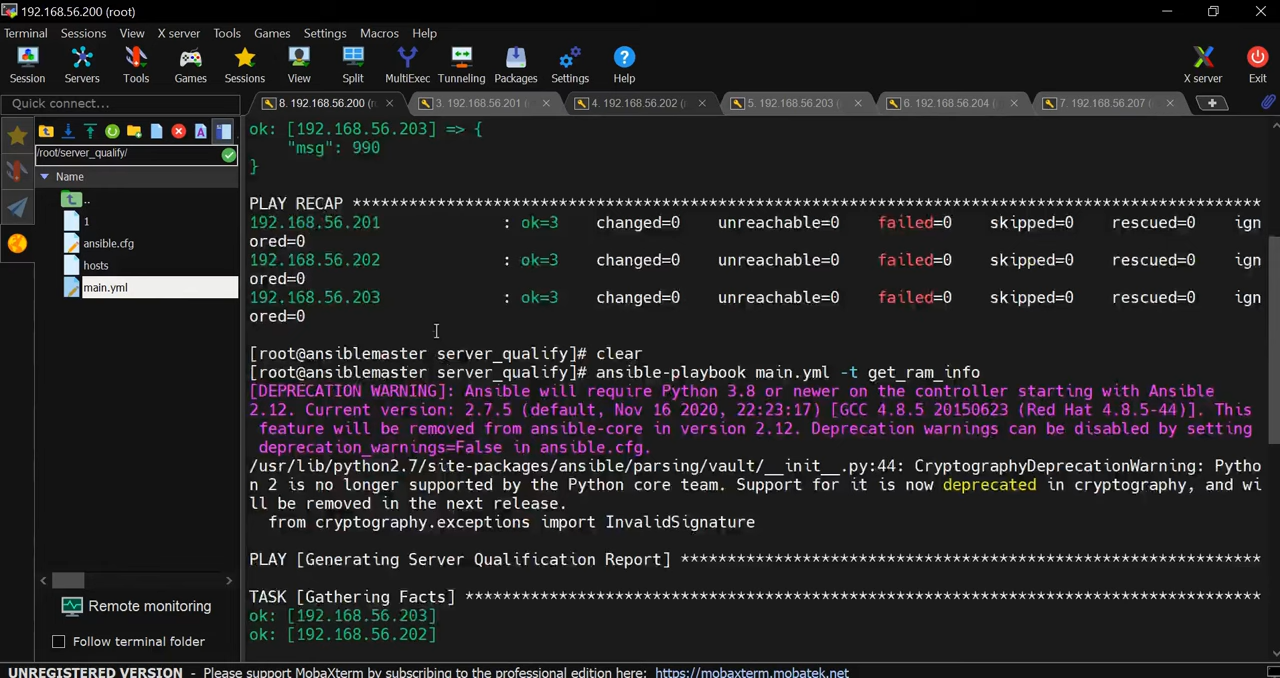 192.168.56.200 (root)
Terminal Sessions View X server Tools Games Settings Macros Help
Session Servers Tools Games Sessions View Split MultiExec Tunneling Packages Settings Help X server Exit
Quick connect...
8. 192.168.56.200 (r 3. 192.168.56.201 ( 4. 192.168.56.202 ( 5. 192.168.56.203 ( 6. 192.168.56.204 ( 7. 192.168.56.207 (
/root/server_qualify/
Name
..
1
ansible.cfg
hosts
main.yml
Remote monitoring
Follow terminal folder
ok: [192.168.56.203] => {
"msg": 990
}
PLAY RECAP *************************************************************************************************
192.168.56.201 : ok=3 changed=0 unreachable=0 failed=0 skipped=0 rescued=0 ign
ored=0
192.168.56.202 : ok=3 changed=0 unreachable=0 failed=0 skipped=0 rescued=0 ign
ored=0
192.168.56.203 : ok=3 changed=0 unreachable=0 failed=0 skipped=0 rescued=0 ign
ored=0
[root@ansiblemaster server_qualify]# clear
[root@ansiblemaster server_qualify]# ansible-playbook main.yml -t get_ram_info
[DEPRECATION WARNING]: Ansible will require Python 3.8 or newer on the controller starting with Ansible
2.12. Current version: 2.7.5 (default, Nov 16 2020, 22:23:17) [GCC 4.8.5 20150623 (Red Hat 4.8.5-44)]. This
feature will be removed from ansible-core in version 2.12. Deprecation warnings can be disabled by setting
deprecation_warnings=False in ansible.cfg.
/usr/lib/python2.7/site-packages/ansible/parsing/vault/__init__.py:44: CryptographyDeprecationWarning: Pytho
n 2 is no longer supported by the Python core team. Support for it is now deprecated in cryptography, and wi
ll be removed in the next release.
from cryptography.exceptions import InvalidSignature
PLAY [Generating Server Qualification Report] **************************************************************
TASK [Gathering Facts] *************************************************************************************
ok: [192.168.56.203]
ok: [192.168.56.202]
UNREGISTERED VERSION - Please support MobaXterm by subscribing to the professional edition here: https://mobaxterm.mobatek.net